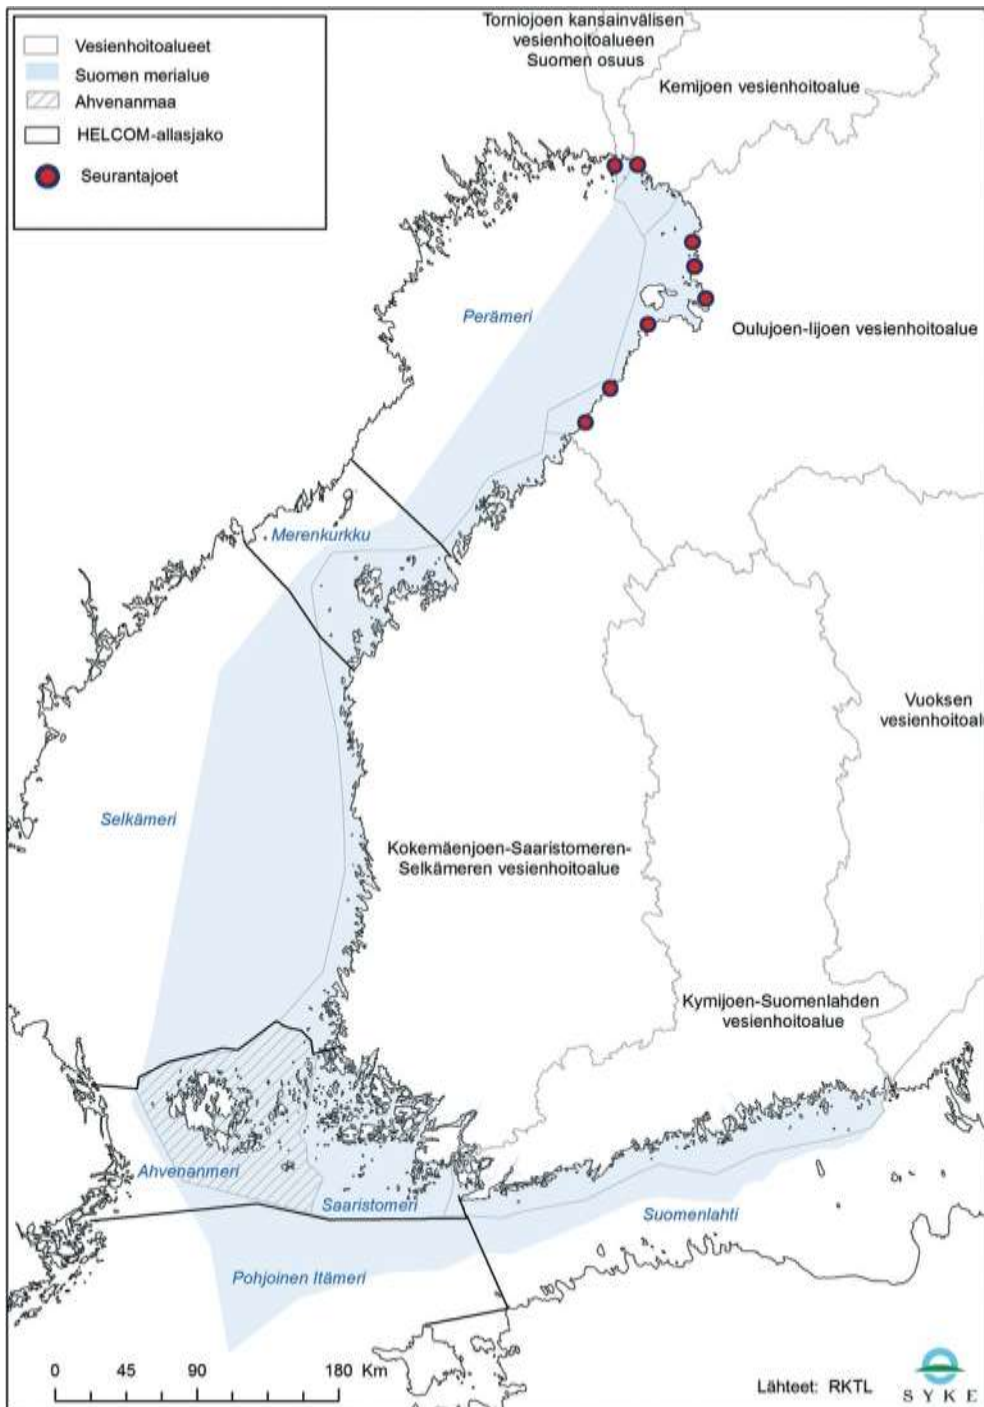 Vesienhoitoalueet
Suomen merialue
Ahvenanmaa
HELCOM-allasjako
Seurantajoet
Torniojoen kansainvälisen
vesienhoitoalueen
Suomen osuus
Kemijoen vesienhoitoalue
Perämeri
Oulujoen-Iijoen vesienhoitoalue
Merenkurkku
Vuoksen
vesienhoitoalu
Selkämeri
Kokemäenjoen-Saaristomeren-
Selkämeren vesienhoitoalue
Kymijoen-Suomenlahden
vesienhoitoalue
Ahvenanmeri
Saaristomeri
Suomenlahti
Pohjoinen Itämeri
0 45 90 180 Km
Lähteet: RKTL
SYKE